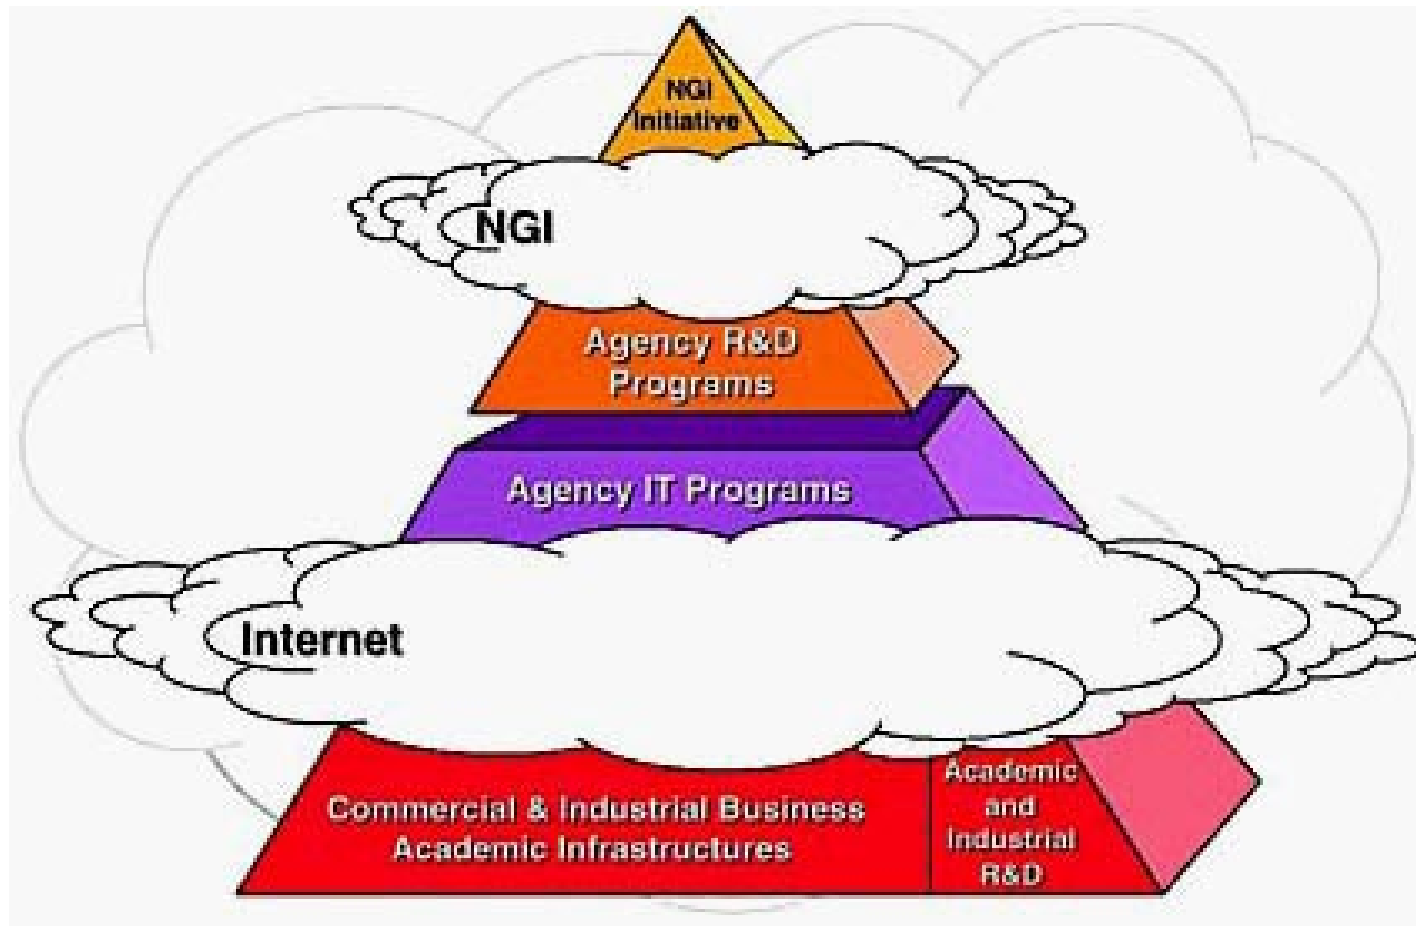 NGI
Initiative
NGI
Agency R&D
Programs
Agency IT Programs
Internet
Commercial & Industrial Business
Academic Infrastructures
Academic
and
Industrial
R&D